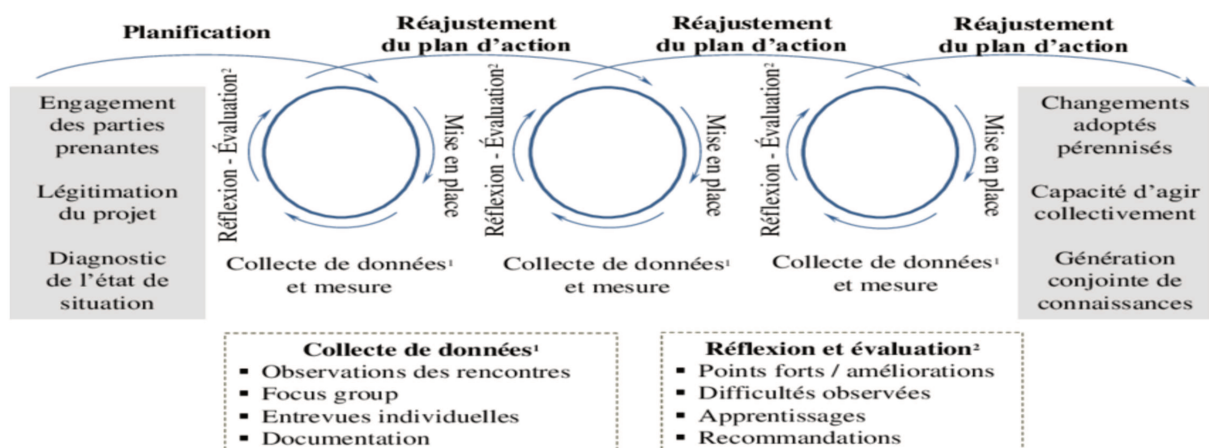 Planification
Réajustement
du plan d'action
Réajustement
du plan d'action
Réajustement
du plan d'action
Engagement
des parties
prenantes
Légitimation
du projet
Diagnostic
de l'état de
situation
Réflexion - Évaluation²
Mise en place
Collecte de données¹
et mesure
Réflexion - Évaluation²
Mise en place
Collecte de données¹
et mesure
Réflexion - Évaluation²
Mise en place
Collecte de données¹
et mesure
Changements
adoptés
pérennisés
Capacité d'agir
collectivement
Génération
conjointe de
connaissances
Collecte de données¹
▪ Observations des rencontres
▪ Focus group
▪ Entrevues individuelles
▪ Documentation
Réflexion et évaluation²
▪ Points forts / améliorations
▪ Difficultés observées
▪ Apprentissages
▪ Recommandations